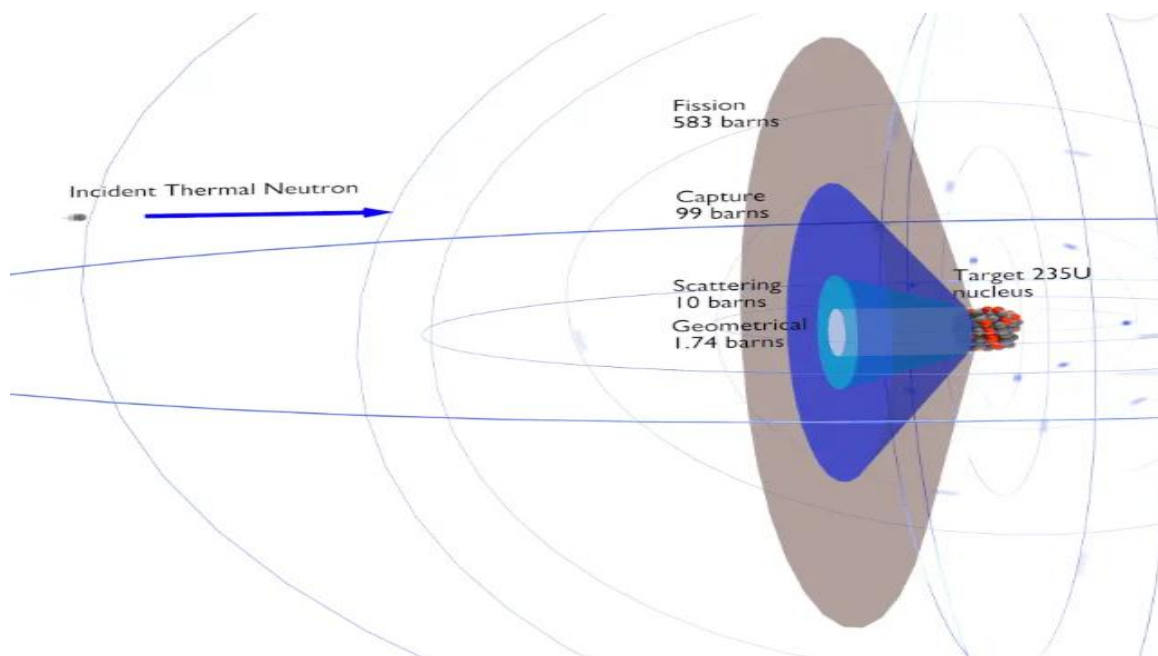 Fission
583 barns
Incident Thermal Neutron
Capture
99 barns
Target 235U
nucleus
Scattering
10 barns
Geometrical
1.74 barns